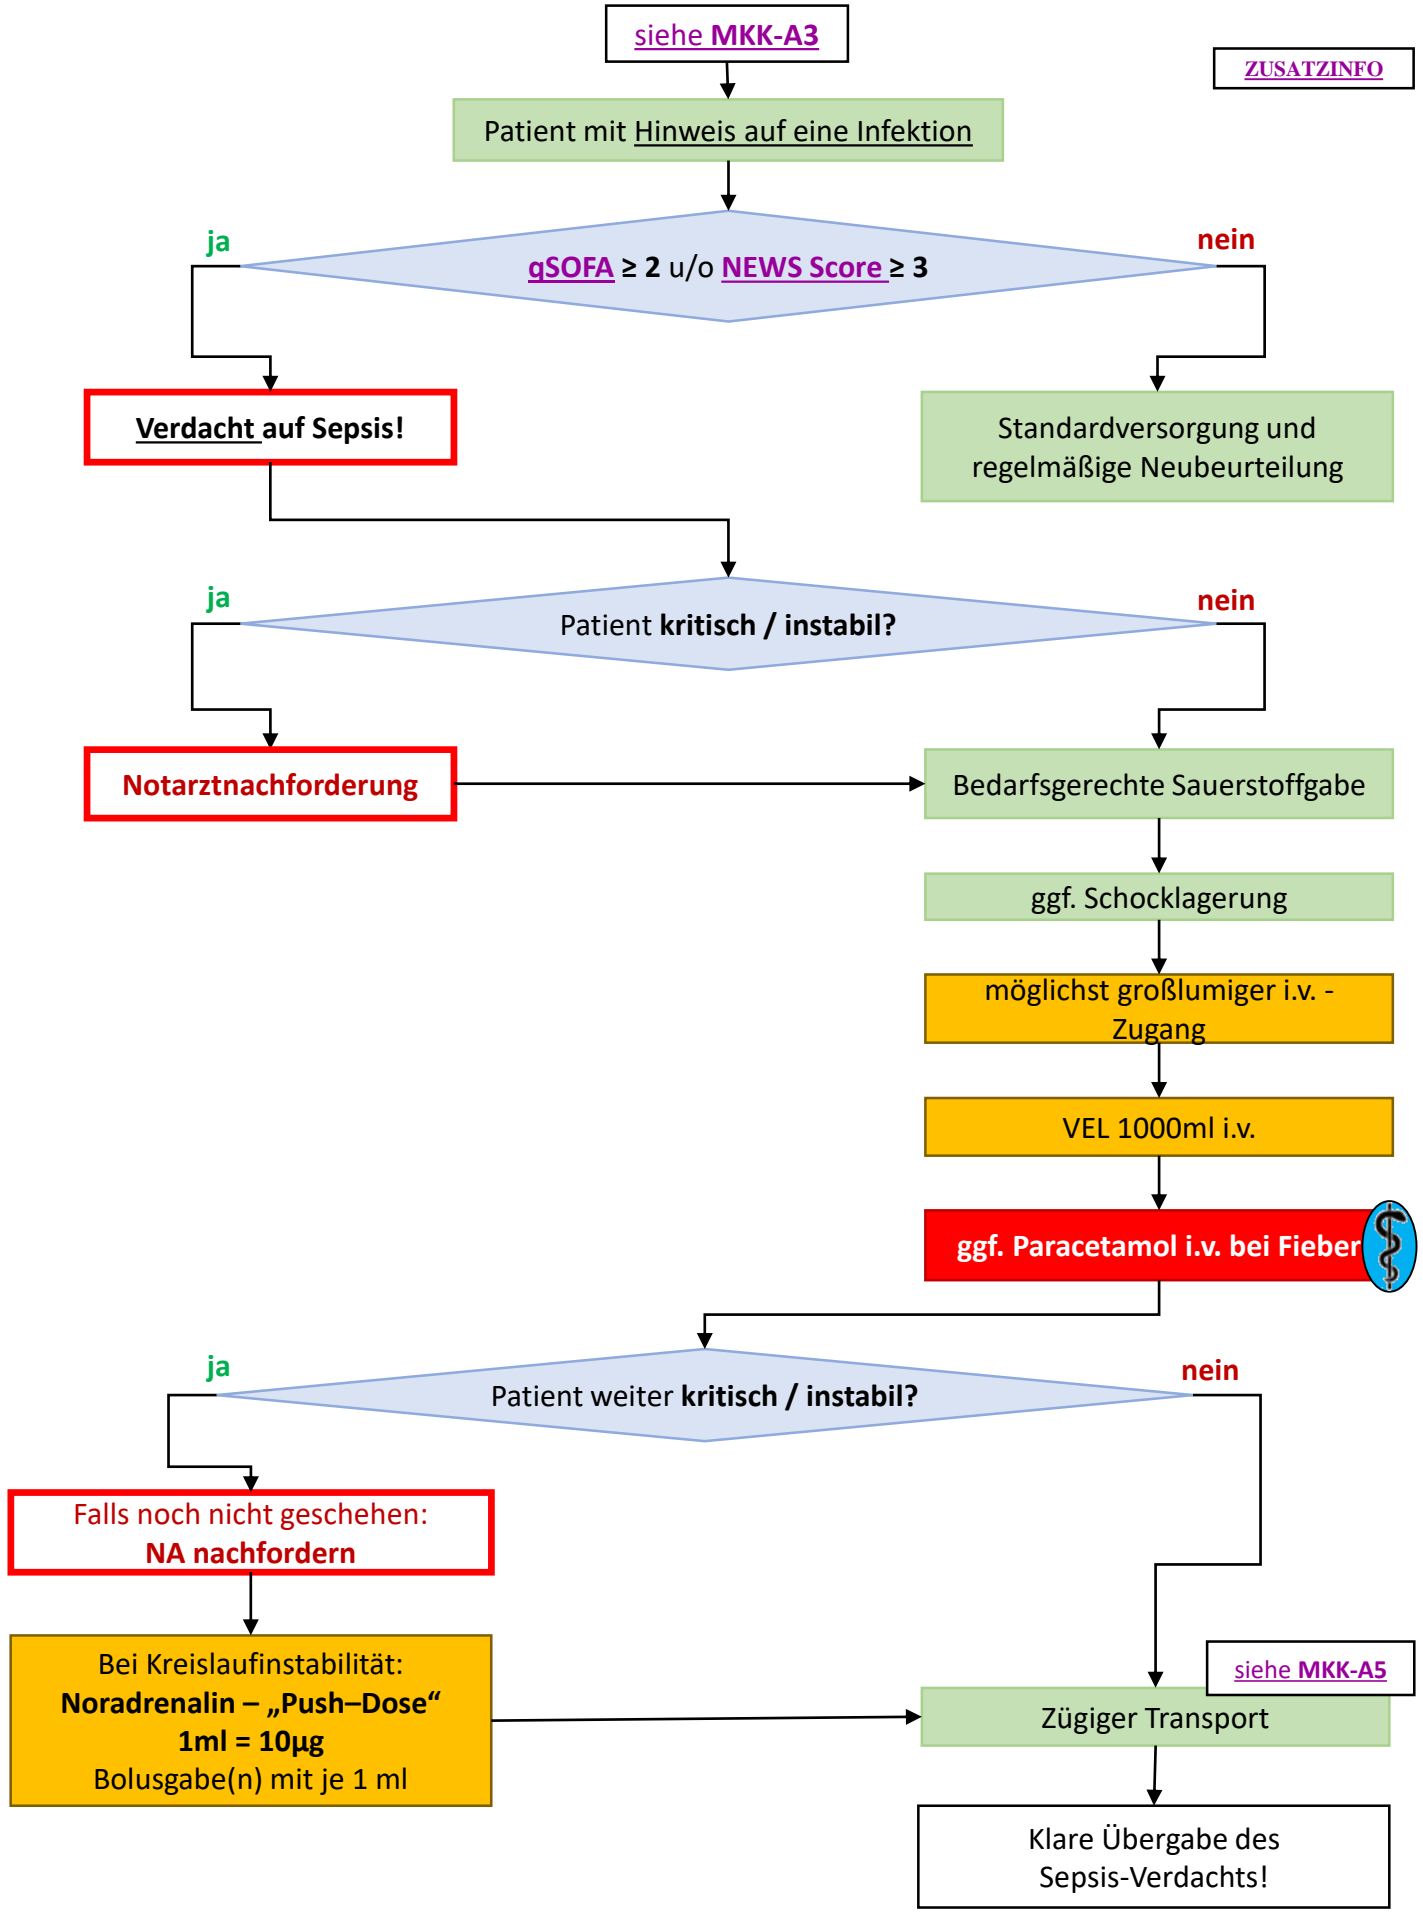 siehe MKK-A3
ZUSATZINFO
Patient mit Hinweis auf eine Infektion
ja
nein
qSOFA ≥ 2 u/o NEWS Score ≥ 3
Verdacht auf Sepsis!
Standardversorgung und
regelmäßige Neubeurteilung
ja
nein
Patient kritisch / instabil?
Notarztnachforderung
Bedarfsgerechte Sauerstoffgabe
ggf. Schocklagerung
möglichst großlumiger i.v. -
Zugang
VEL 1000ml i.v.
ggf. Paracetamol i.v. bei Fieber
ja
nein
Patient weiter kritisch / instabil?
Falls noch nicht geschehen:
NA nachfordern
Bei Kreislaufinstabilität:
Noradrenalin – „Push–Dose“
1ml = 10µg
Bolusgabe(n) mit je 1 ml
siehe MKK-A5
Zügiger Transport
Klare Übergabe des
Sepsis-Verdachts!